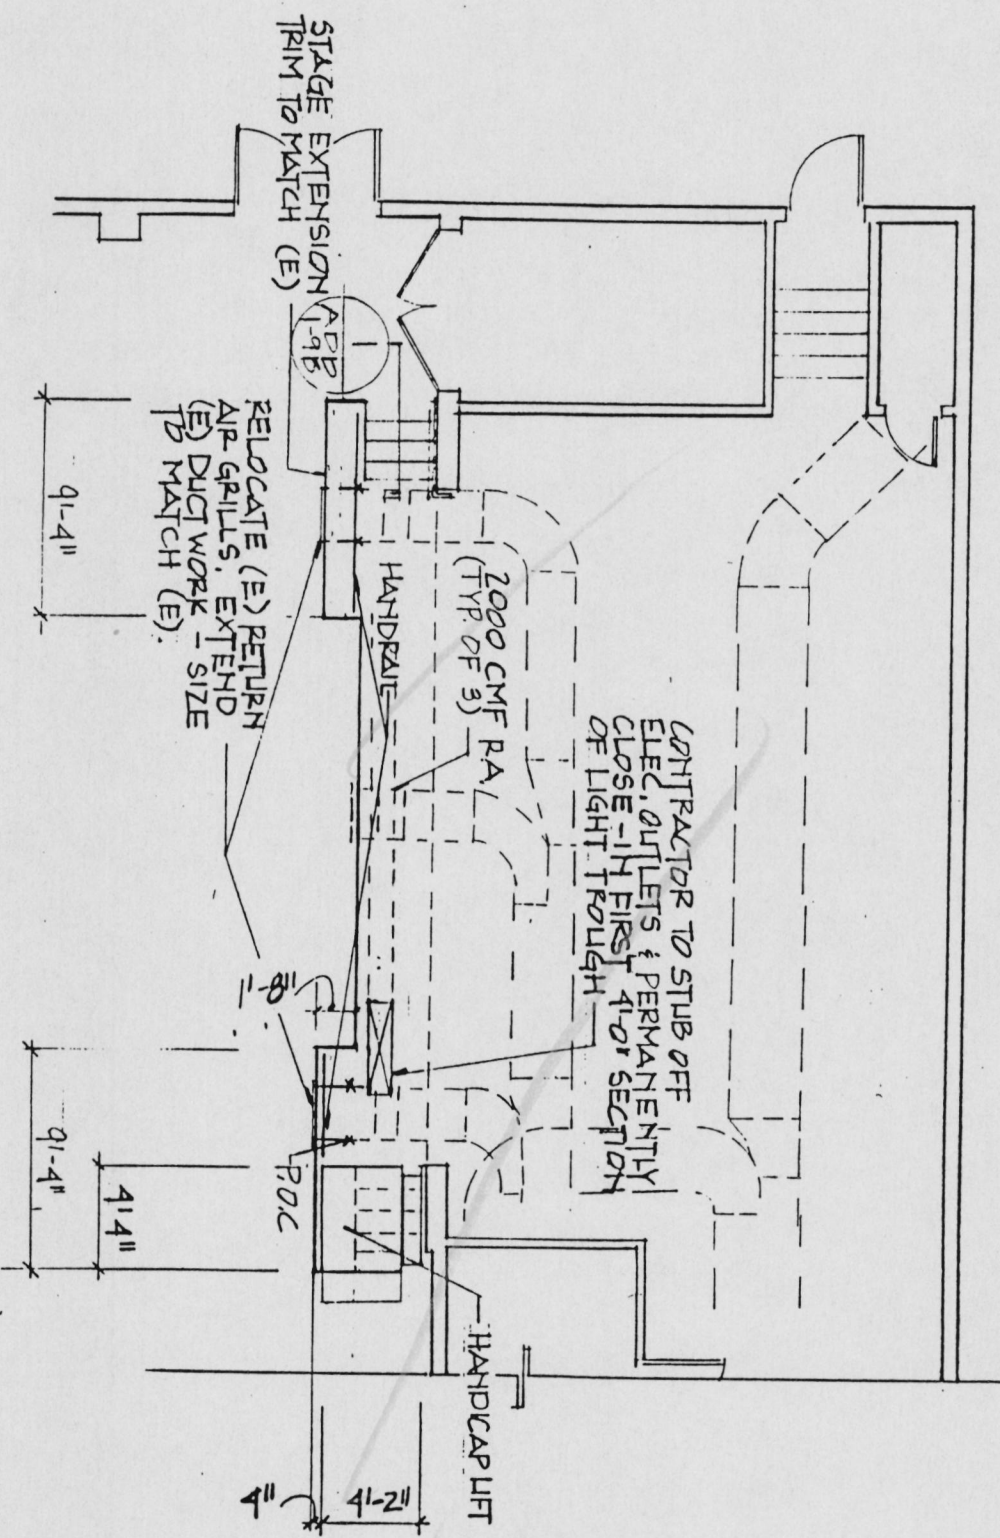 STAGE EXTENSION
TRIM TO MATCH (E)
ADD
1-9B
RELOCATE (E) RETURN
AIR GRILLS. EXTEND
(E) DUCTWORK - SIZE
TO MATCH (E).
9'-4"
HANDRAIL
2000 CMF R.A.
(TYP. OF 3)
CONTRACTOR TO STUB OFF
ELEC. OUTLETS & PERMANENTLY
CLOSE-IN FIRST 4'-0" SECTION
OF LIGHT TROUGH
1'-8"
P.O.C
9'-4"
4'4"
HANDICAP LIFT
4"
4'-2"